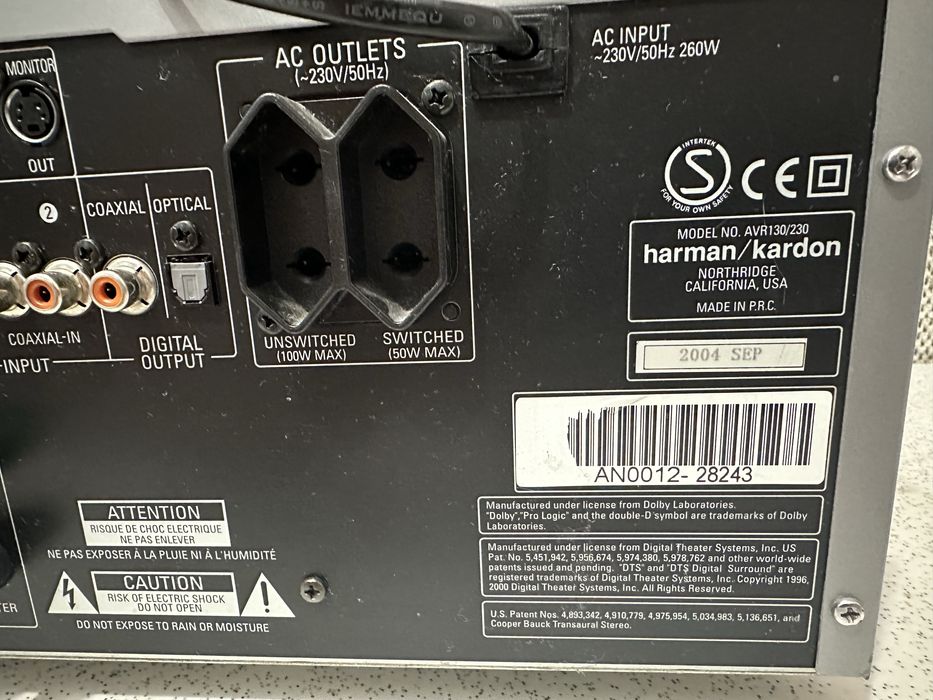 IEMMEQU
AC OUTLETS
(~230V/50Hz)
AC INPUT
~230V/50Hz 260W
MONITOR
OUT
2
COAXIAL
OPTICAL
COAXIAL-IN
INPUT
DIGITAL
OUTPUT
UNSWITCHED
(100W MAX)
SWITCHED
(50W MAX)
INTERTEK
S
FOR YOUR OWN SAFETY
CE
MODEL NO. AVR130/230
harman/kardon
NORTHRIDGE
CALIFORNIA, USA
MADE IN P.R.C.
2004 SEP
AN0012- 28243
Manufactured under license from Dolby Laboratories.
"Dolby","Pro Logic" and the double-D symbol are trademarks of Dolby
Laboratories.
Manufactured under license from Digital Theater Systems, Inc. US
Pat. No. 5,451,942, 5,956,674, 5,974,380, 5,978,762 and other world-wide
patents issued and pending. "DTS" and "DTS Digital Surround" are
registered trademarks of Digital Theater Systems, Inc. Copyright 1996,
2000 Digital Theater Systems, Inc. All Rights Reserved.
U.S. Patent Nos. 4,893,342, 4,910,779, 4,975,954, 5,034,983, 5,136,651, and
Cooper Bauck Transaural Stereo.
ATTENTION
RISQUE DE CHOC ELECTRIQUE
NE PAS ENLEVER
NE PAS EXPOSER À LA PLUIE NI À L'HUMIDITÉ
CAUTION
RISK OF ELECTRIC SHOCK
DO NOT OPEN
DO NOT EXPOSE TO RAIN OR MOISTURE